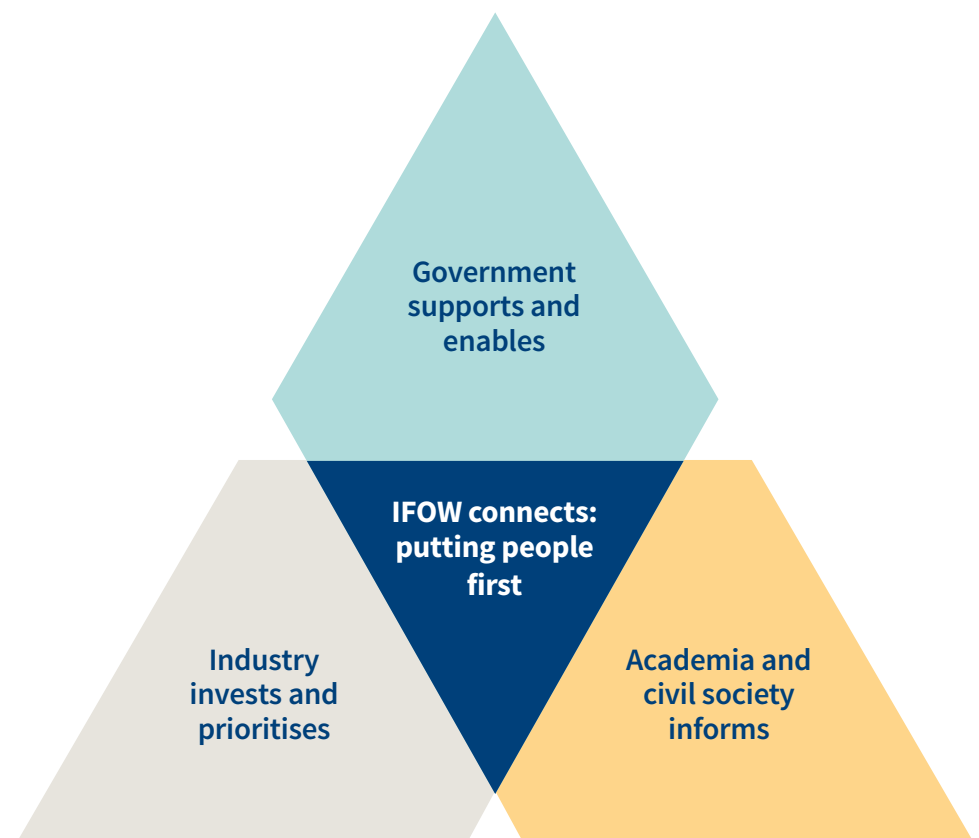 Government
supports and
enables
IFOW connects:
putting people
first
Industry
invests and
prioritises
Academia and
civil society
informs